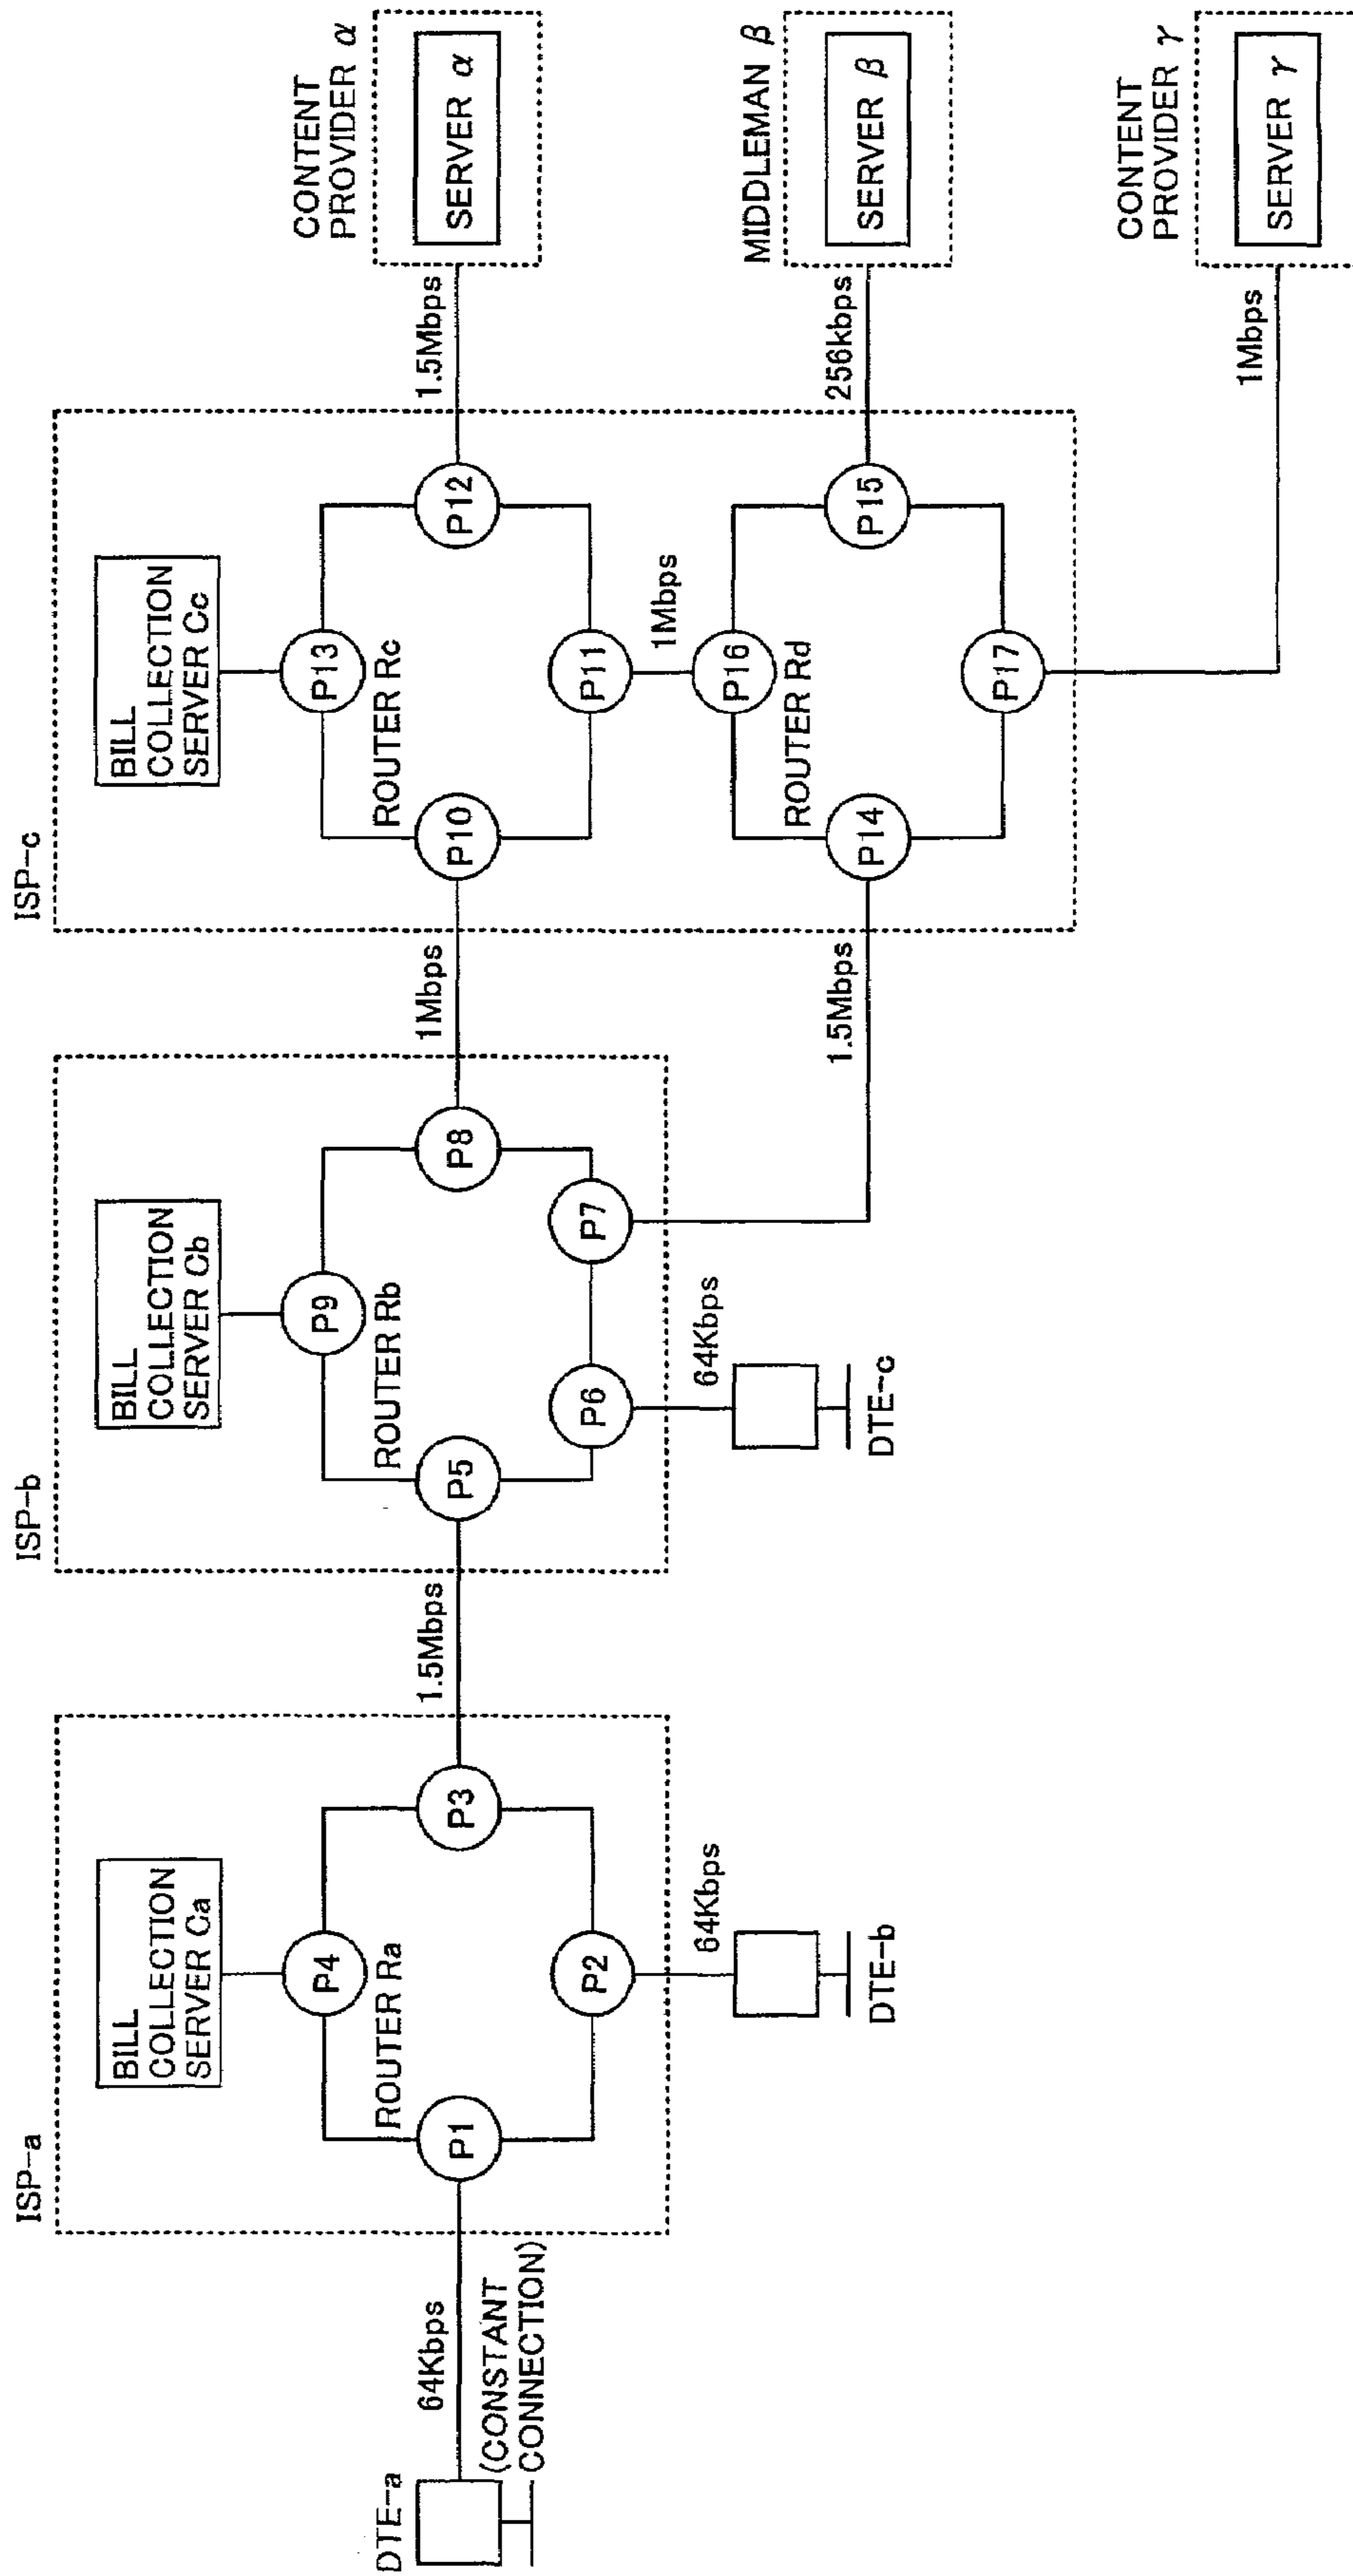 DTE-a
64Kbps
(CONSTANT
CONNECTION)
ISP-a
BILL
COLLECTION
SERVER Ca
P4
ROUTER Ra
P1
P3
P2
64Kbps
DTE-b
1.5Mbps
ISP-b
BILL
COLLECTION
SERVER Cb
P9
ROUTER Rb
P5
P8
P6
P7
64Kbps
DTE-c
1Mbps
1.5Mbps
ISP-c
BILL
COLLECTION
SERVER Cc
P13
ROUTER Rc
P10
P12
P11
1Mbps
P16
ROUTER Rd
P14
P15
P17
1.5Mbps
256kbps
1Mbps
CONTENT
PROVIDER α
SERVER α
MIDDLEMAN β
SERVER β
CONTENT
PROVIDER γ
SERVER γ